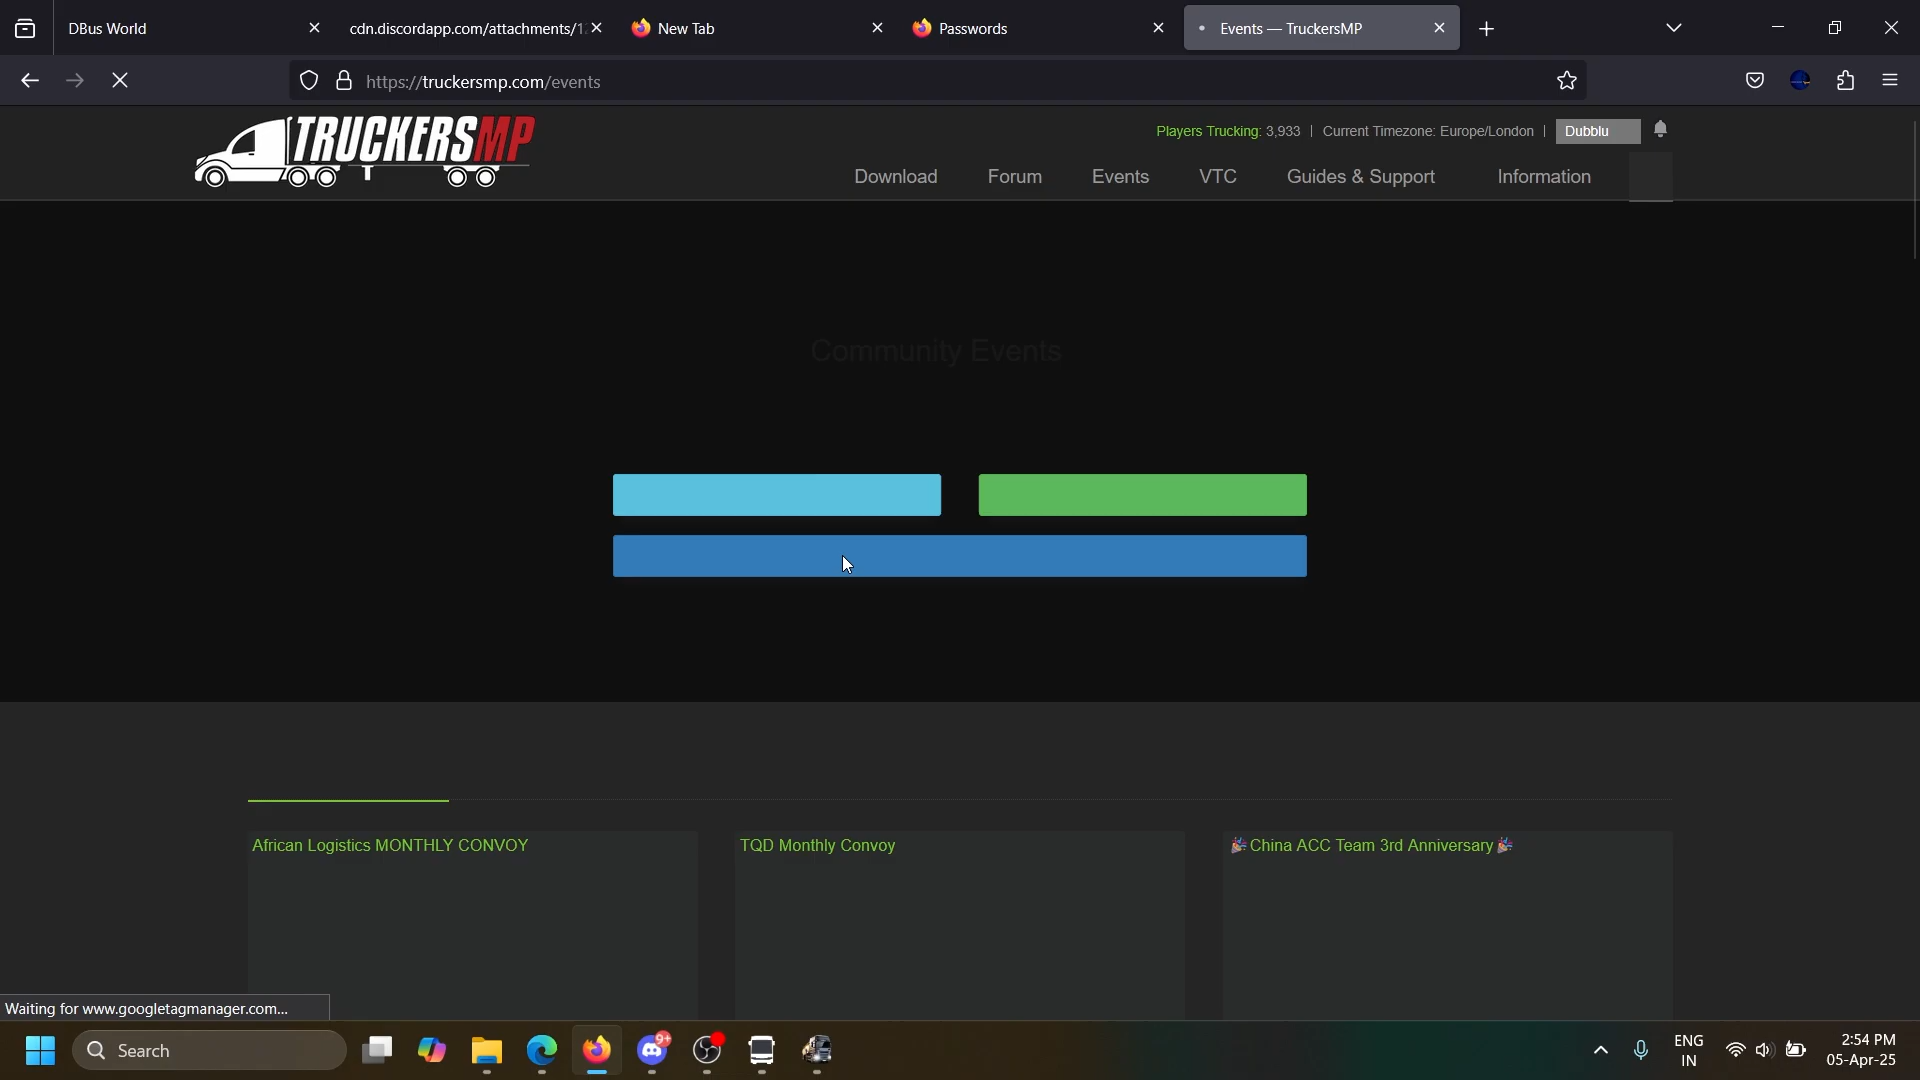 DBus World
cdn.discordapp.com/attachments/1
New Tab
Passwords
Events — TruckersMP
https://truckersmp.com/events
TRUCKERSMP
Players Trucking: 3,933 | Current Timezone: Europe/London | Dubblu
Download Forum Events VTC Guides & Support Information
Community Events
African Logistics MONTHLY CONVOY
TQD Monthly Convoy
🎉China ACC Team 3rd Anniversary🎉
Waiting for www.googletagmanager.com...
Search
9+
ENG
IN
2:54 PM
05-Apr-25